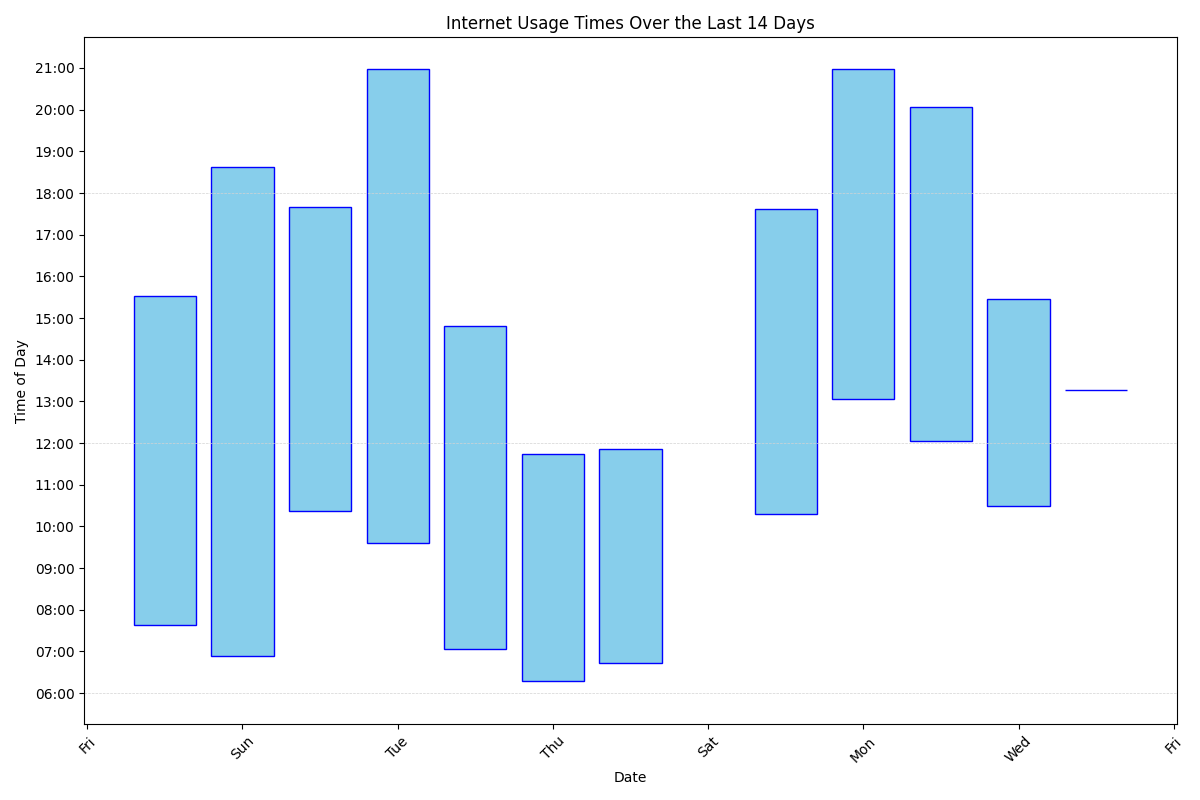 Internet Usage Times Over the Last 14 Days
21:00
20:00
19:00
18:00
17:00
16:00
15:00
14:00
13:00
12:00
11:00
10:00
09:00
08:00
07:00
06:00
Time of Day
Fri
Sun
Tue
Thu
Sat
Mon
Wed
Fri
Date